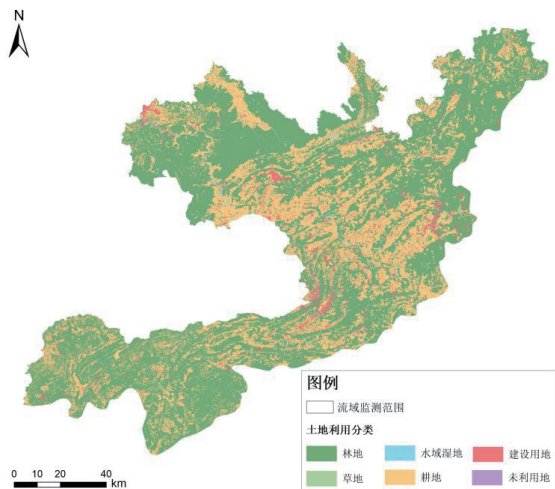 N
图例
流域监测范围
土地利用分类
林地 水域湿地 建设用地
草地 耕地 未利用地
0 10 20 40
km